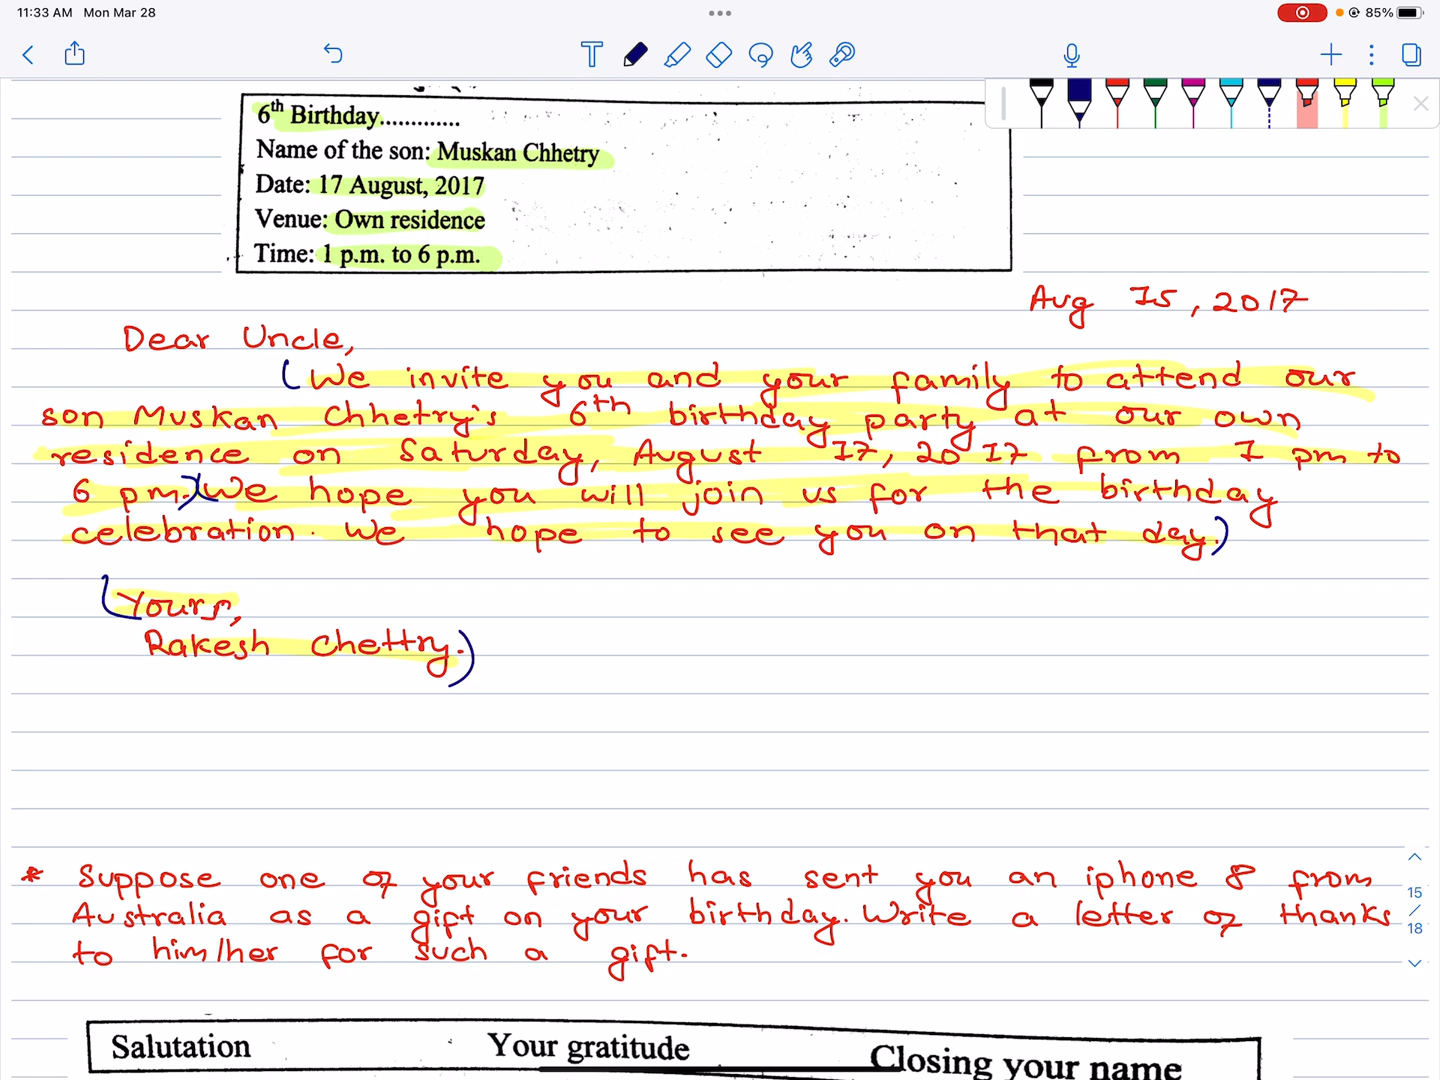 11:33 AM Mon Mar 28
85%
6th Birthday.............
Name of the son: Muskan Chhetry
Date: 17 August, 2017
Venue: Own residence
Time: 1 p.m. to 6 p.m.
Aug 15, 2017
Dear Uncle,
(We invite you and your family to attend our
son Muskan Chhetry's 6th birthday party at our own
residence on Saturday, August 17, 2017 from 1 pm to
6 pm.)(We hope you will join us for the birthday
celebration. We hope to see you on that day.)
(Yours,
Rakesh Chettry.)
* Suppose one of your friends has sent you an iphone 8 from
Australia as a gift on your birthday. Write a letter of thanks
to him/her for such a gift.
15
/
18
Salutation Your gratitude Closing your name